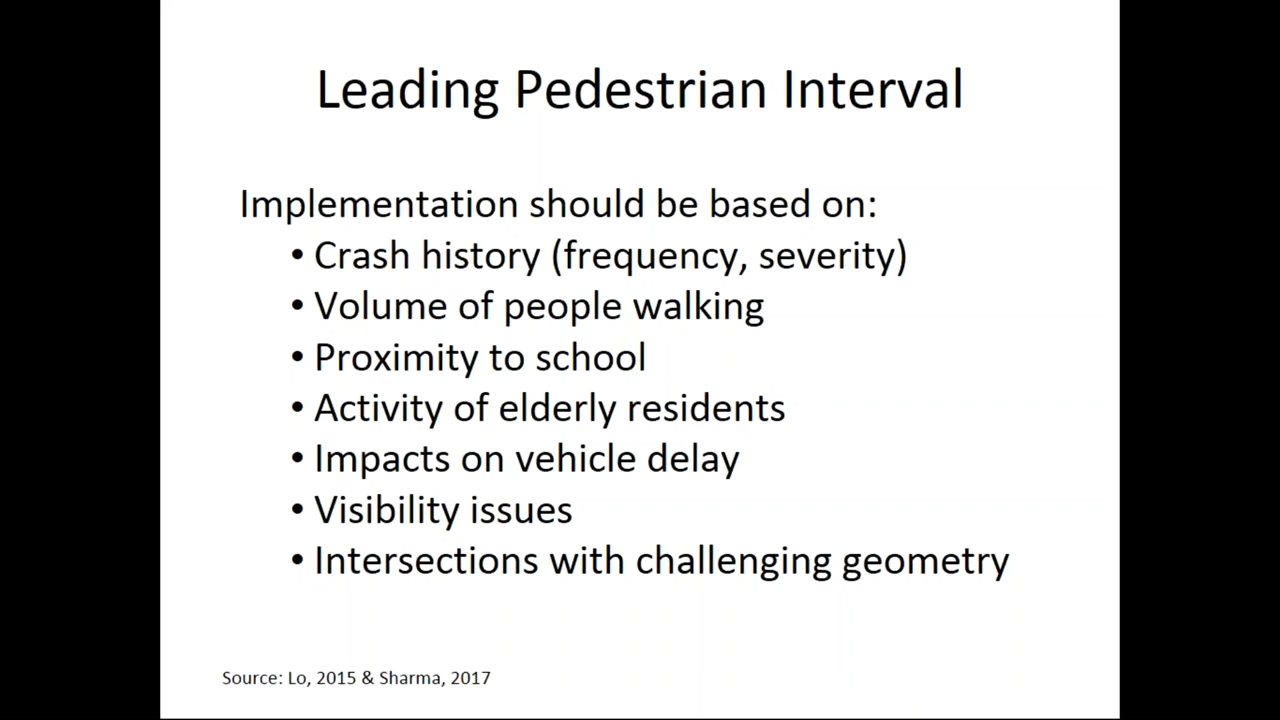 Leading Pedestrian Interval
Implementation should be based on:
• Crash history (frequency, severity)
• Volume of people walking
• Proximity to school
• Activity of elderly residents
• Impacts on vehicle delay
• Visibility issues
• Intersections with challenging geometry
Source: Lo, 2015 & Sharma, 2017